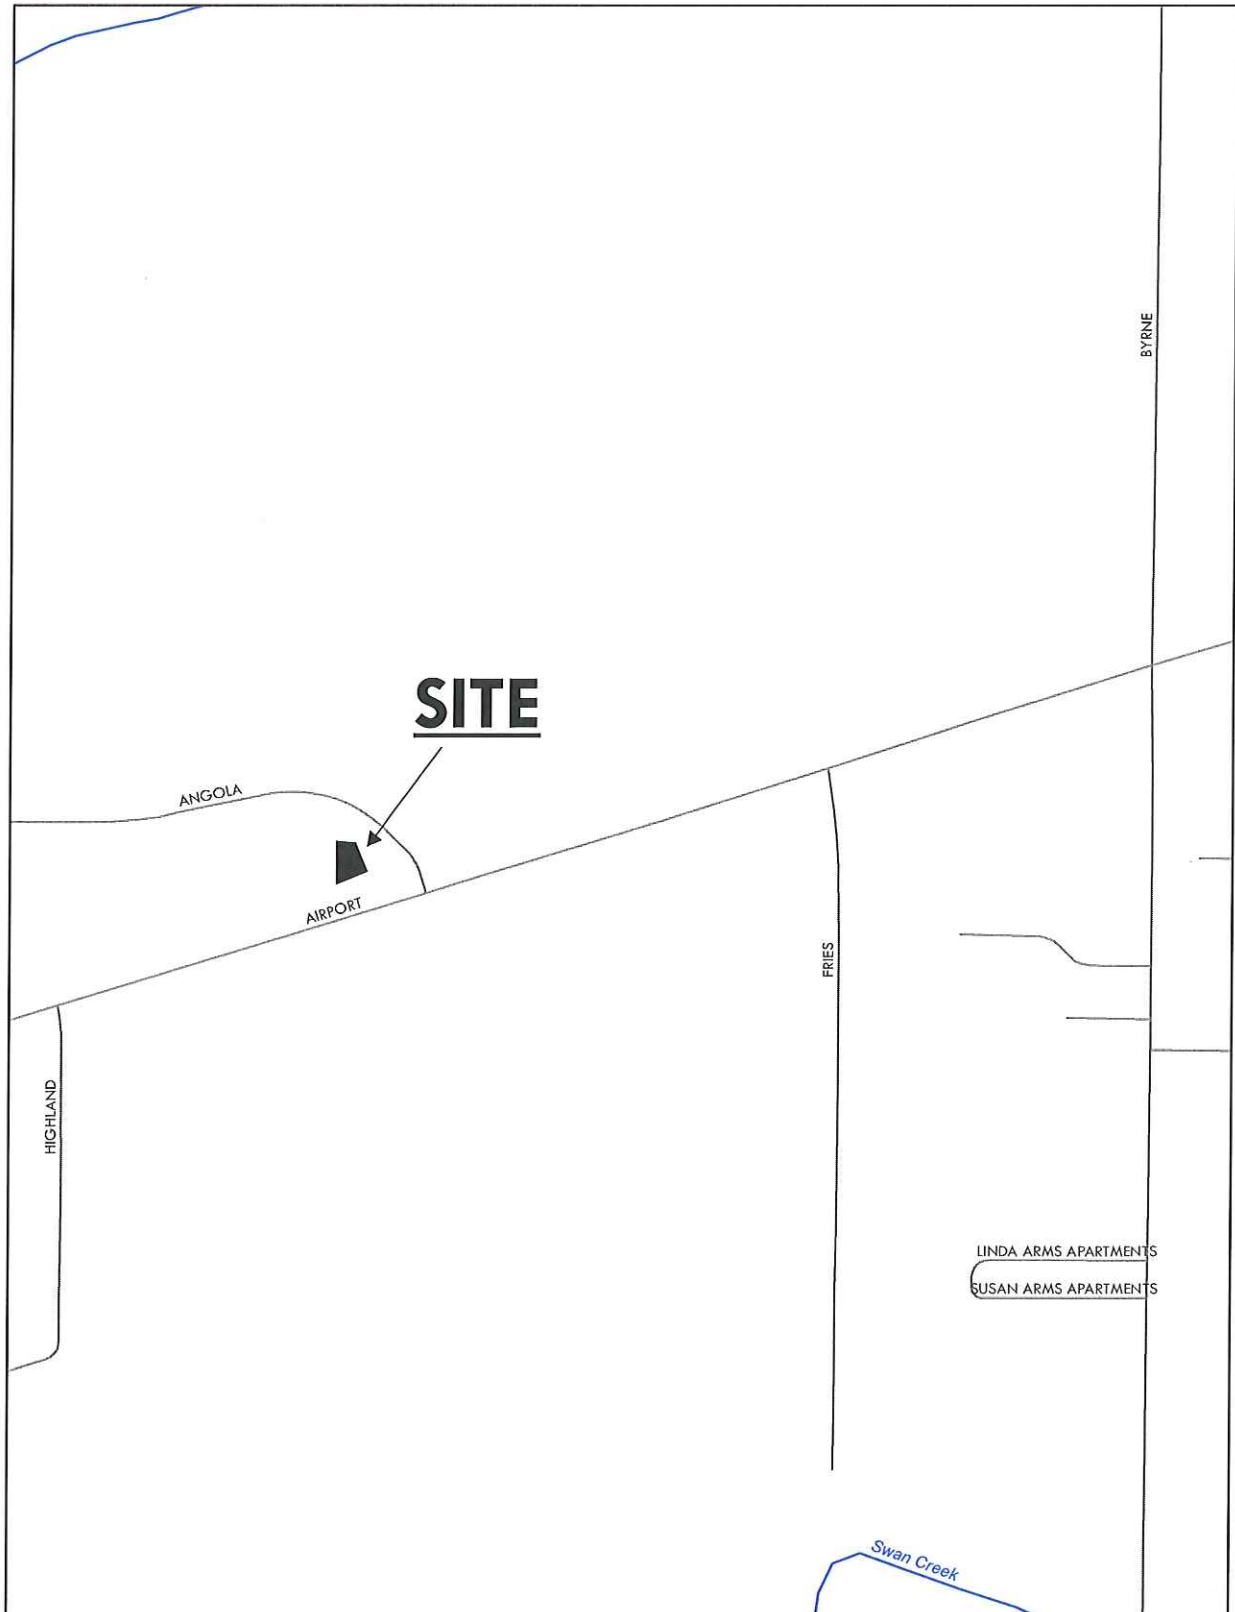 BYRNE
SITE
ANGOLA
AIRPORT
FRIES
HIGHLAND
LINDA ARMS APARTMENTS
SUSAN ARMS APARTMENTS
Swan Creek